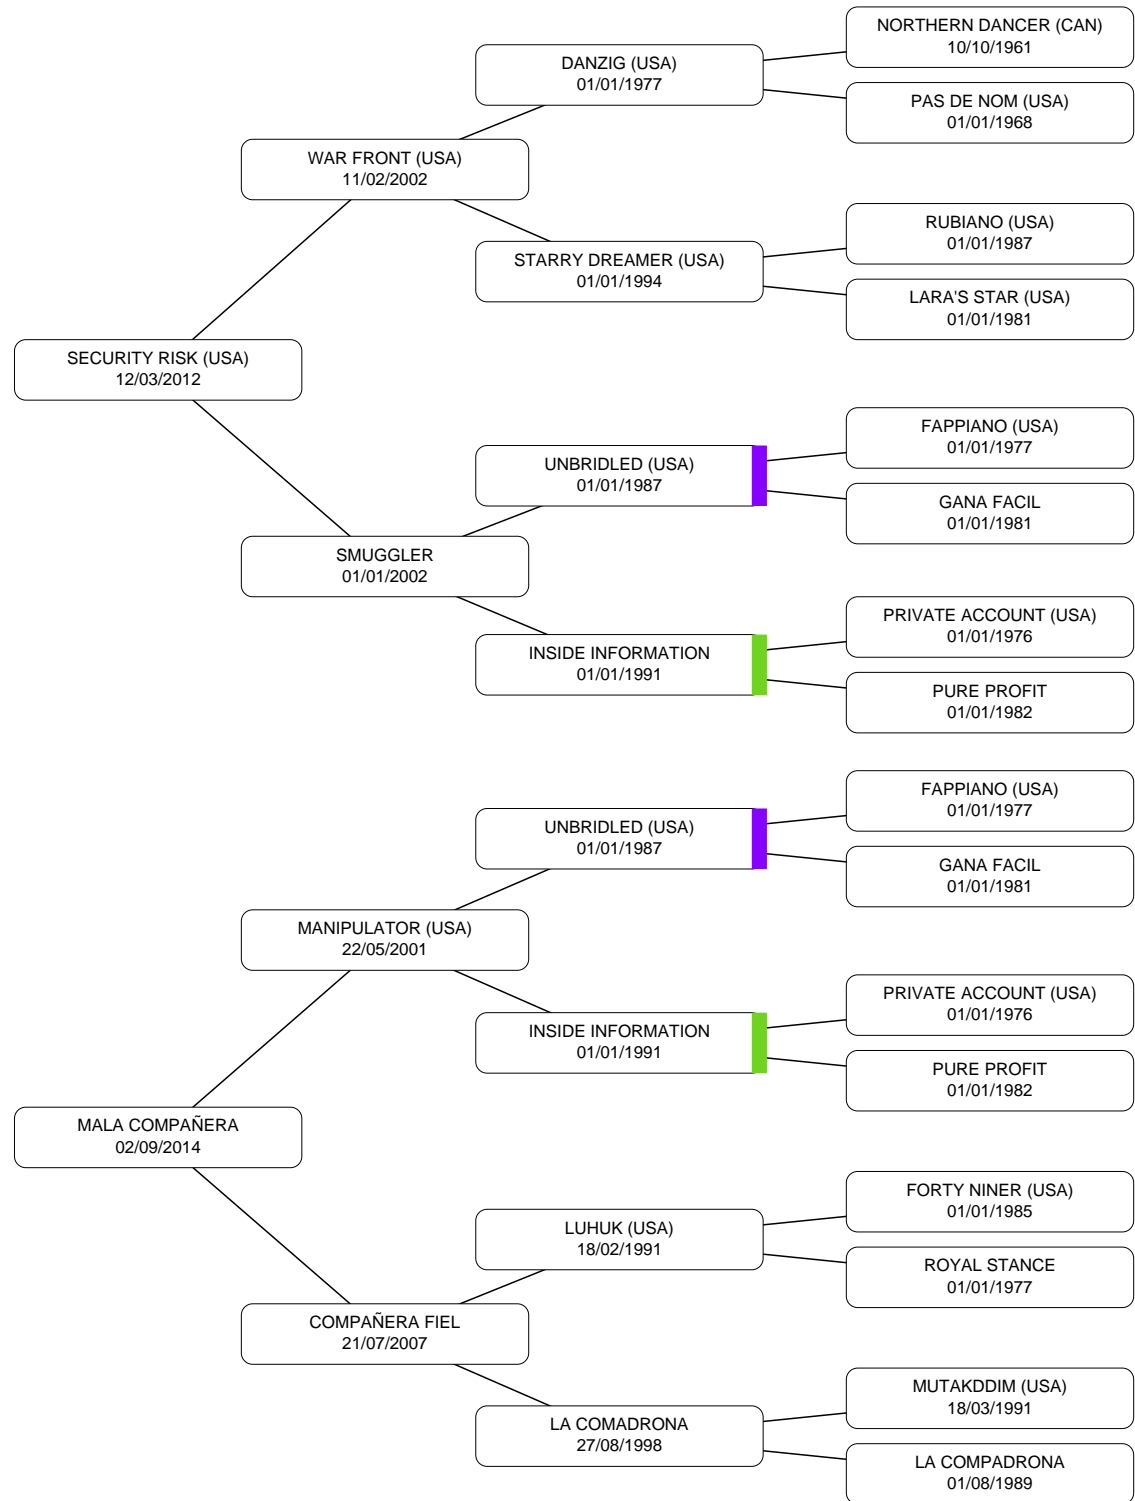 NORTHERN DANCER (CAN)
10/10/1961
DANZIG (USA)
01/01/1977
PAS DE NOM (USA)
01/01/1968
WAR FRONT (USA)
11/02/2002
RUBIANO (USA)
01/01/1987
STARRY DREAMER (USA)
01/01/1994
LARA'S STAR (USA)
01/01/1981
SECURITY RISK (USA)
12/03/2012
FAPPIANO (USA)
01/01/1977
UNBRIDLED (USA)
01/01/1987
GANA FACIL
01/01/1981
SMUGGLER
01/01/2002
PRIVATE ACCOUNT (USA)
01/01/1976
INSIDE INFORMATION
01/01/1991
PURE PROFIT
01/01/1982
FAPPIANO (USA)
01/01/1977
UNBRIDLED (USA)
01/01/1987
GANA FACIL
01/01/1981
MANIPULATOR (USA)
22/05/2001
PRIVATE ACCOUNT (USA)
01/01/1976
INSIDE INFORMATION
01/01/1991
PURE PROFIT
01/01/1982
MALA COMPAÑERA
02/09/2014
FORTY NINER (USA)
01/01/1985
LUHUK (USA)
18/02/1991
ROYAL STANCE
01/01/1977
COMPAÑERA FIEL
21/07/2007
MUTAKDDIM (USA)
18/03/1991
LA COMADRONA
27/08/1998
LA COMPADRONA
01/08/1989